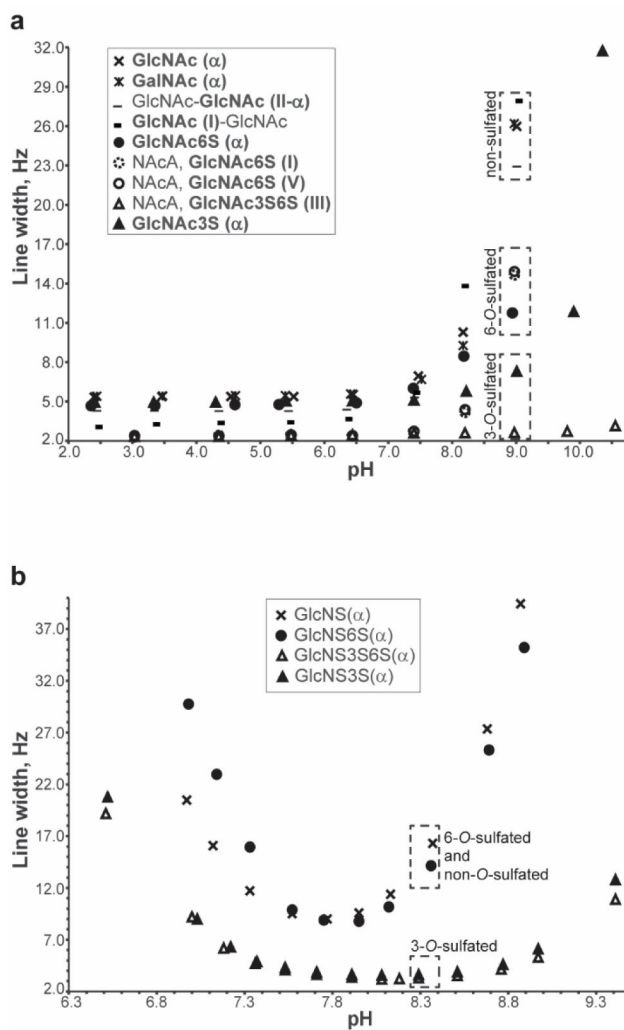 a
Line width, Hz
32.0
29.0
26.0
23.0
20.0
17.0
14.0
11.0
8.0
5.0
2.0
GlcNAc (α)
GalNAc (α)
GlcNAc-GlcNAc (II-α)
GlcNAc (I)-GlcNAc
GlcNAc6S (α)
NAcA, GlcNAc6S (I)
NAcA, GlcNAc6S (V)
NAcA, GlcNAc3S6S (III)
GlcNAc3S (α)
non-sulfated
6-O-sulfated
3-O-sulfated
2.0 3.0 4.0 5.0 6.0 7.0 8.0 9.0 10.0
pH
b
Line width, Hz
37.0
32.0
27.0
22.0
17.0
12.0
7.0
2.0
GlcNS(α)
GlcNS6S(α)
GlcNS3S6S(α)
GlcNS3S(α)
6-O-sulfated
and
non-O-sulfated
3-O-sulfated
6.3 6.8 7.3 7.8 8.3 8.8 9.3
pH